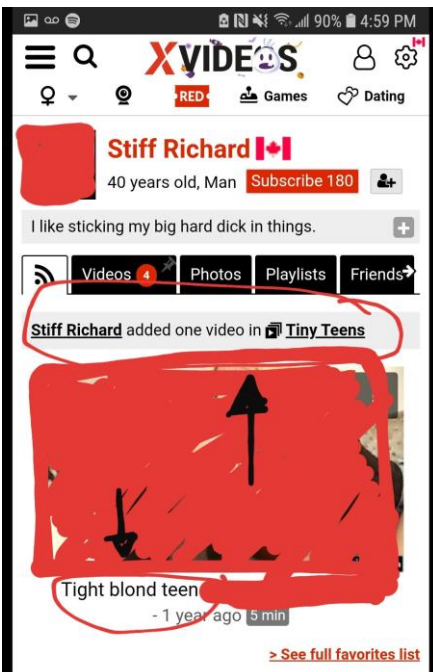 90% 4:59 PM
XVIDEOS
RED Games Dating
Stiff Richard
40 years old, Man Subscribe 180
I like sticking my big hard dick in things.
Videos 4 Photos Playlists Friends
Stiff Richard added one video in Tiny Teens
Tight blond teen
- 1 year ago 5 min
> See full favorites list